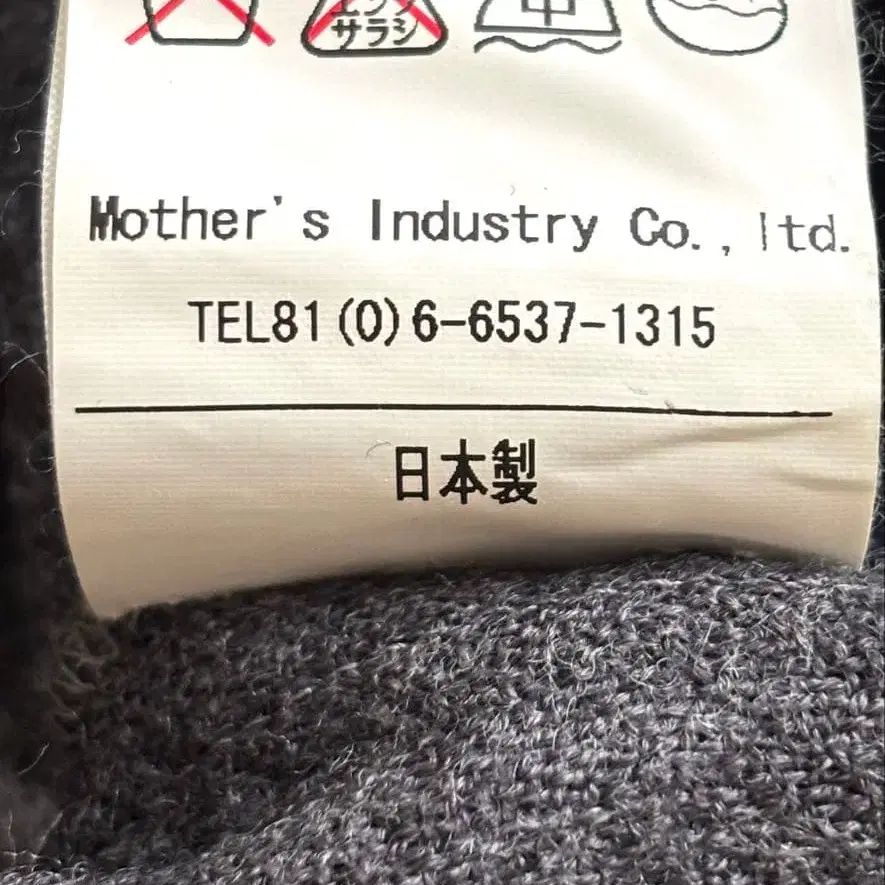 サラシ 中
Mother's Industry Co., ltd.
TEL81(0)6-6537-1315
日本製